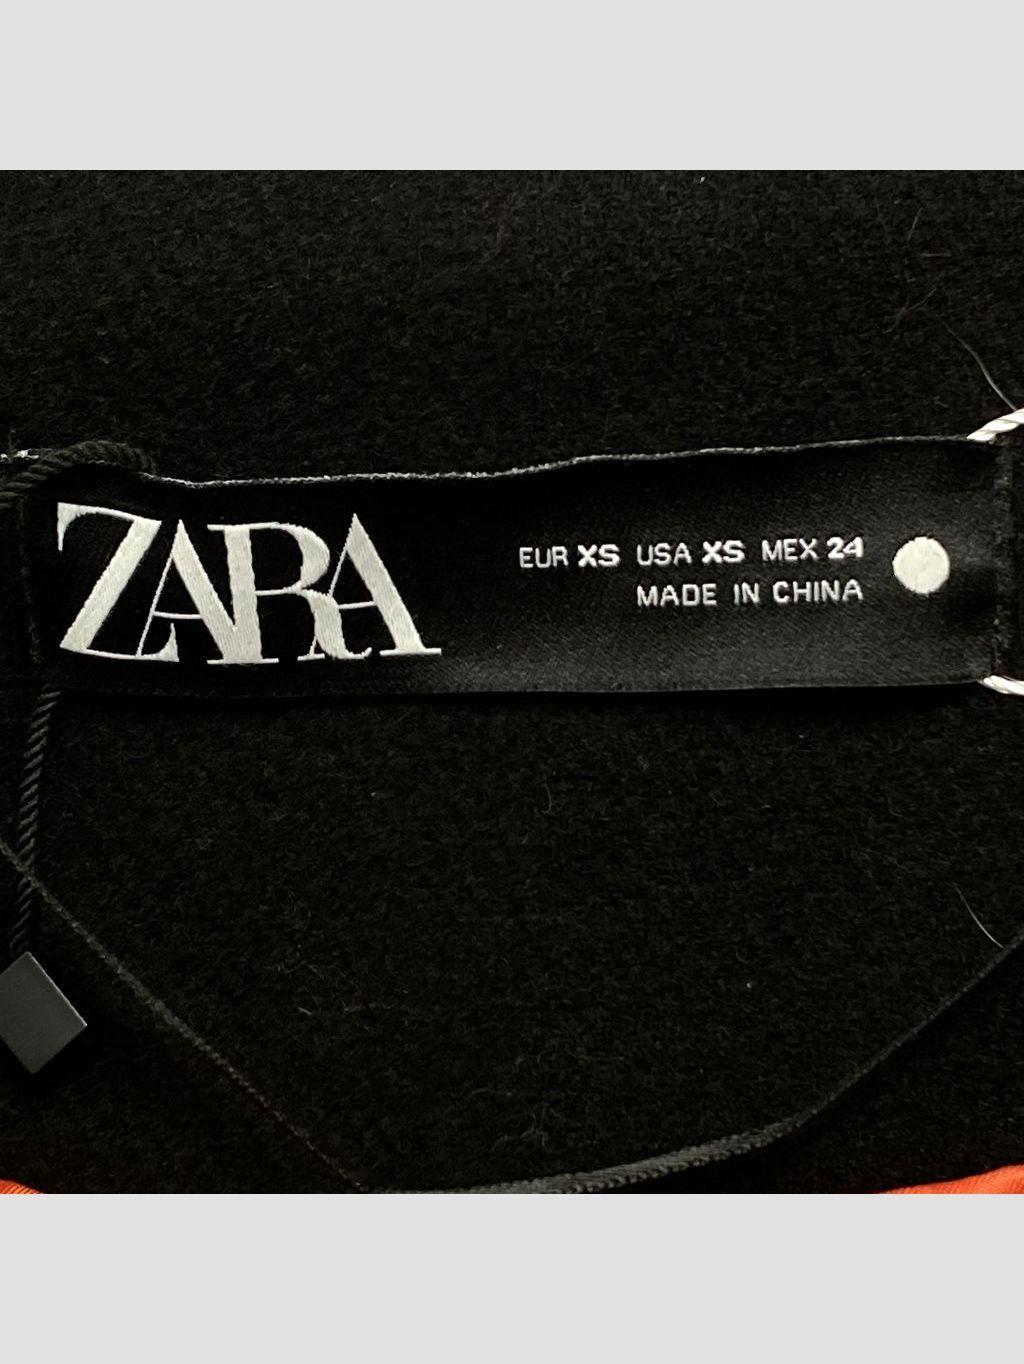 ZARA
EUR XS USA XS MEX 24
MADE IN CHINA